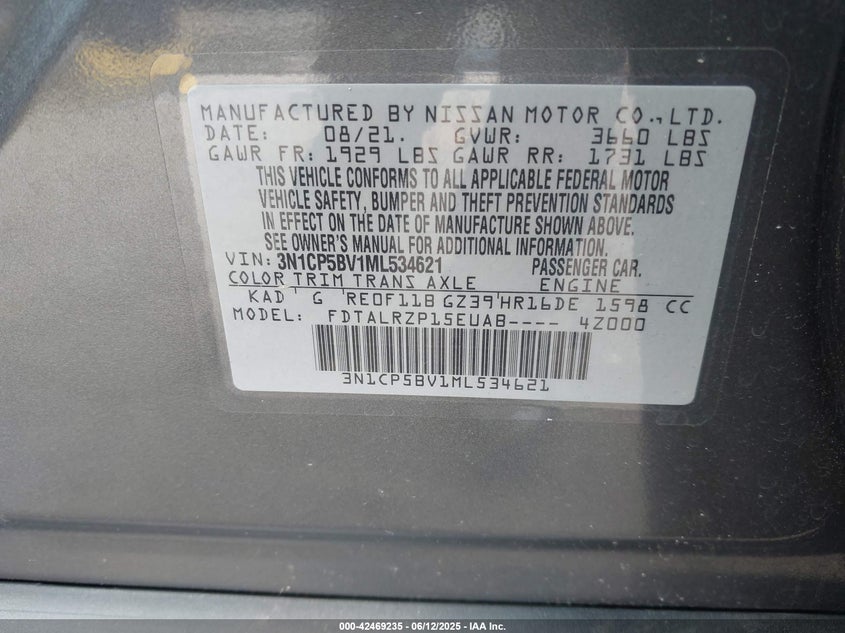 MANUFACTURED BY NISSAN MOTOR CO., LTD.
DATE: 08/21. GVWR: 3660 LBS
GAWR FR: 1929 LBS GAWR RR: 1731 LBS
THIS VEHICLE CONFORMS TO ALL APPLICABLE FEDERAL MOTOR
VEHICLE SAFETY, BUMPER AND THEFT PREVENTION STANDARDS
IN EFFECT ON THE DATE OF MANUFACTURE SHOWN ABOVE.
SEE OWNER'S MANUAL FOR ADDITIONAL INFORMATION.
VIN: 3N1CP5BV1ML534621 PASSENGER CAR.
COLOR TRIM TRANS AXLE ENGINE
KAD G RE0F11B GZ39 HR16DE 1598 CC
MODEL: FDTALRZP15EUAB---- 4Z000
3N1CP5BV1ML534621
000-42469235 - 06/12/2025 - IAA Inc.